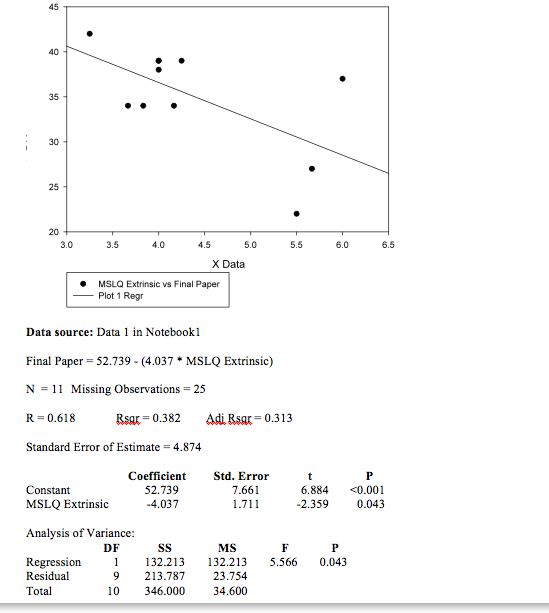 45
40
35
30
25
20
3.0 3.5 4.0 4.5 5.0 5.5 6.0 6.5
X Data
MSLQ Extrinsic vs Final Paper
Plot 1 Regr
Data source: Data 1 in Notebook1
Final Paper = 52.739 - (4.037 * MSLQ Extrinsic)
N = 11 Missing Observations = 25
R = 0.618 Rsqr = 0.382 Adj Rsqr = 0.313
Standard Error of Estimate = 4.874
Coefficient Std. Error t P
Constant 52.739 7.661 6.884 <0.001
MSLQ Extrinsic -4.037 1.711 -2.359 0.043
Analysis of Variance:
DF SS MS F P
Regression 1 132.213 132.213 5.566 0.043
Residual 9 213.787 23.754
Total 10 346.000 34.600